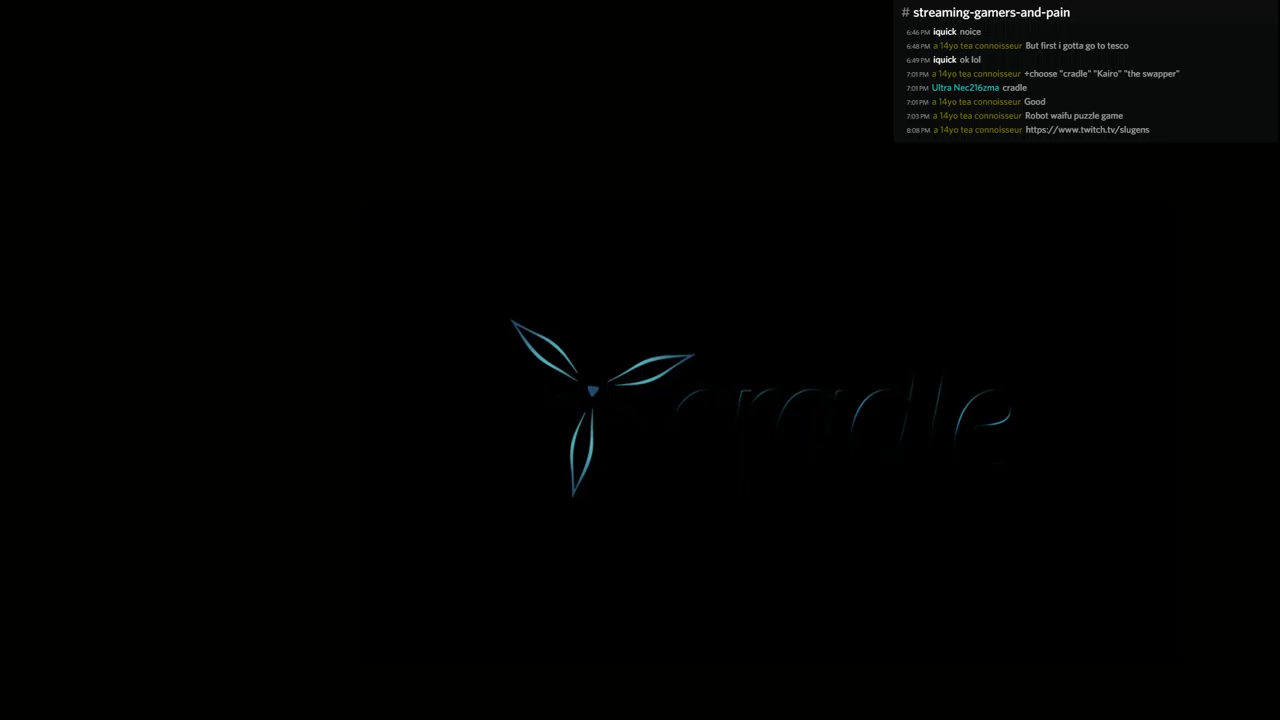 # streaming-gamers-and-pain
6:46 PM iquick noice
6:48 PM a 14yo tea connoisseur But first i gotta go to tesco
6:49 PM iquick ok lol
7:01 PM a 14yo tea connoisseur +choose "cradle" "Kairo" "the swapper"
7:01 PM Ultra Nec216zma cradle
7:01 PM a 14yo tea connoisseur Good
7:03 PM a 14yo tea connoisseur Robot waifu puzzle game
8:08 PM a 14yo tea connoisseur https://www.twitch.tv/slugens
cradle